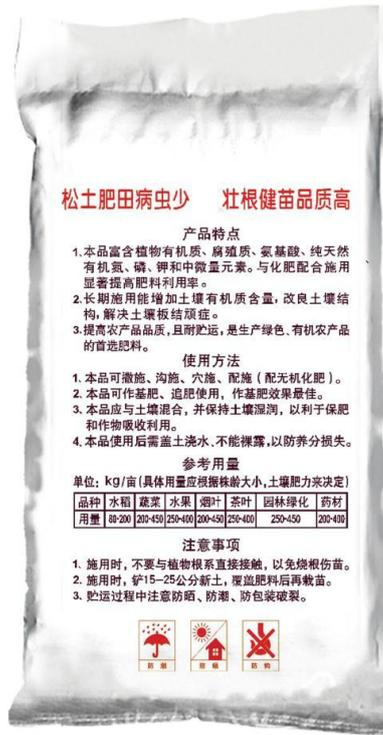 松土肥田病虫少 壮根健苗品质高
产品特点
1.本品富含植物有机质、腐殖质、氨基酸、纯天然
有机氮、磷、钾和中微量元素。与化肥配合施用
显著提高肥料利用率。
2.长期施用能增加土壤有机质含量，改良土壤结
构，解决土壤板结顽症。
3.提高农产品品质，且耐贮运，是生产绿色、有机农产品
的首选肥料。
使用方法
1. 本品可撒施、沟施、穴施、配施（配无机化肥）。
2. 本品可作基肥、追肥使用，作基肥效果最佳。
3. 本品应与土壤混合，并保持土壤湿润，以利于保肥
和作物吸收利用。
4. 本品使用后需盖土浇水、不能裸露，以防养分损失。
参考用量
单位：kg/亩(具体用量应根据株龄大小，土壤肥力来决定)
品种 水稻 蔬菜 水果 烟叶 茶叶 园林绿化 药材
用量 80-200 200-450 250-400 200-450 250-400 250-450 200-400
注意事项
1. 施用时，不要与植物根系直接接触，以免烧根伤苗。
2. 施用时，铲15—25公分新土，覆盖肥料后再栽苗。
3. 贮运过程中注意防晒、防潮、防包装破裂。
防潮 防晒 防钩